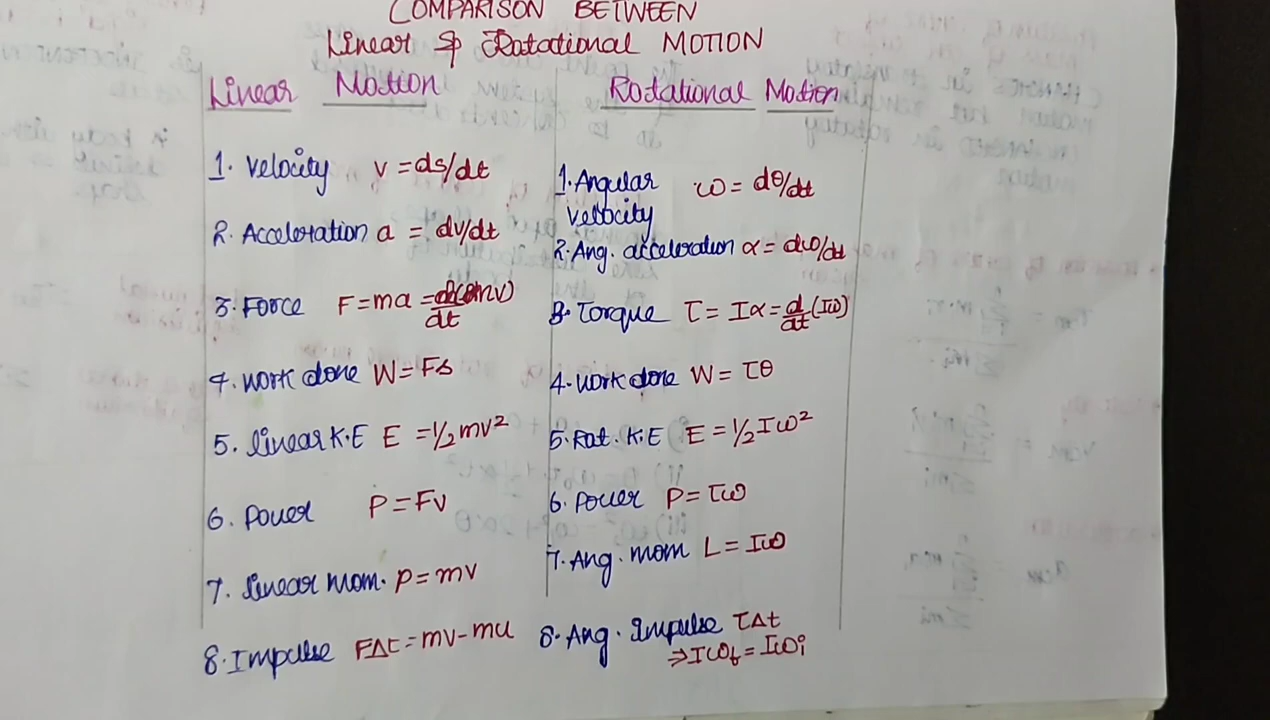 COMPARISON BETWEEN
Linear & Rotational MOTION
Linear Motion
1. Velocity v = ds/dt
2. Acceleration a = dv/dt
3. Force F = ma = d(mv)/dt
4. Work done W = Fs
5. linear K.E E = 1/2 mv²
6. Power P = Fv
7. linear mom. p = mv
8. Impulse FΔt = mv - mu
Rotational Motion
1. Angular velocity ω = dθ/dt
2. Ang. acceleration α = dω/dt
3. Torque τ = Iα = d/dt (Iω)
4. Work done W = τθ
5. Rot. K.E E = 1/2 Iω²
6. Power P = τω
7. Ang. mom L = Iω
8. Ang. Impulse τΔt
⇒ Iωf = Iωi